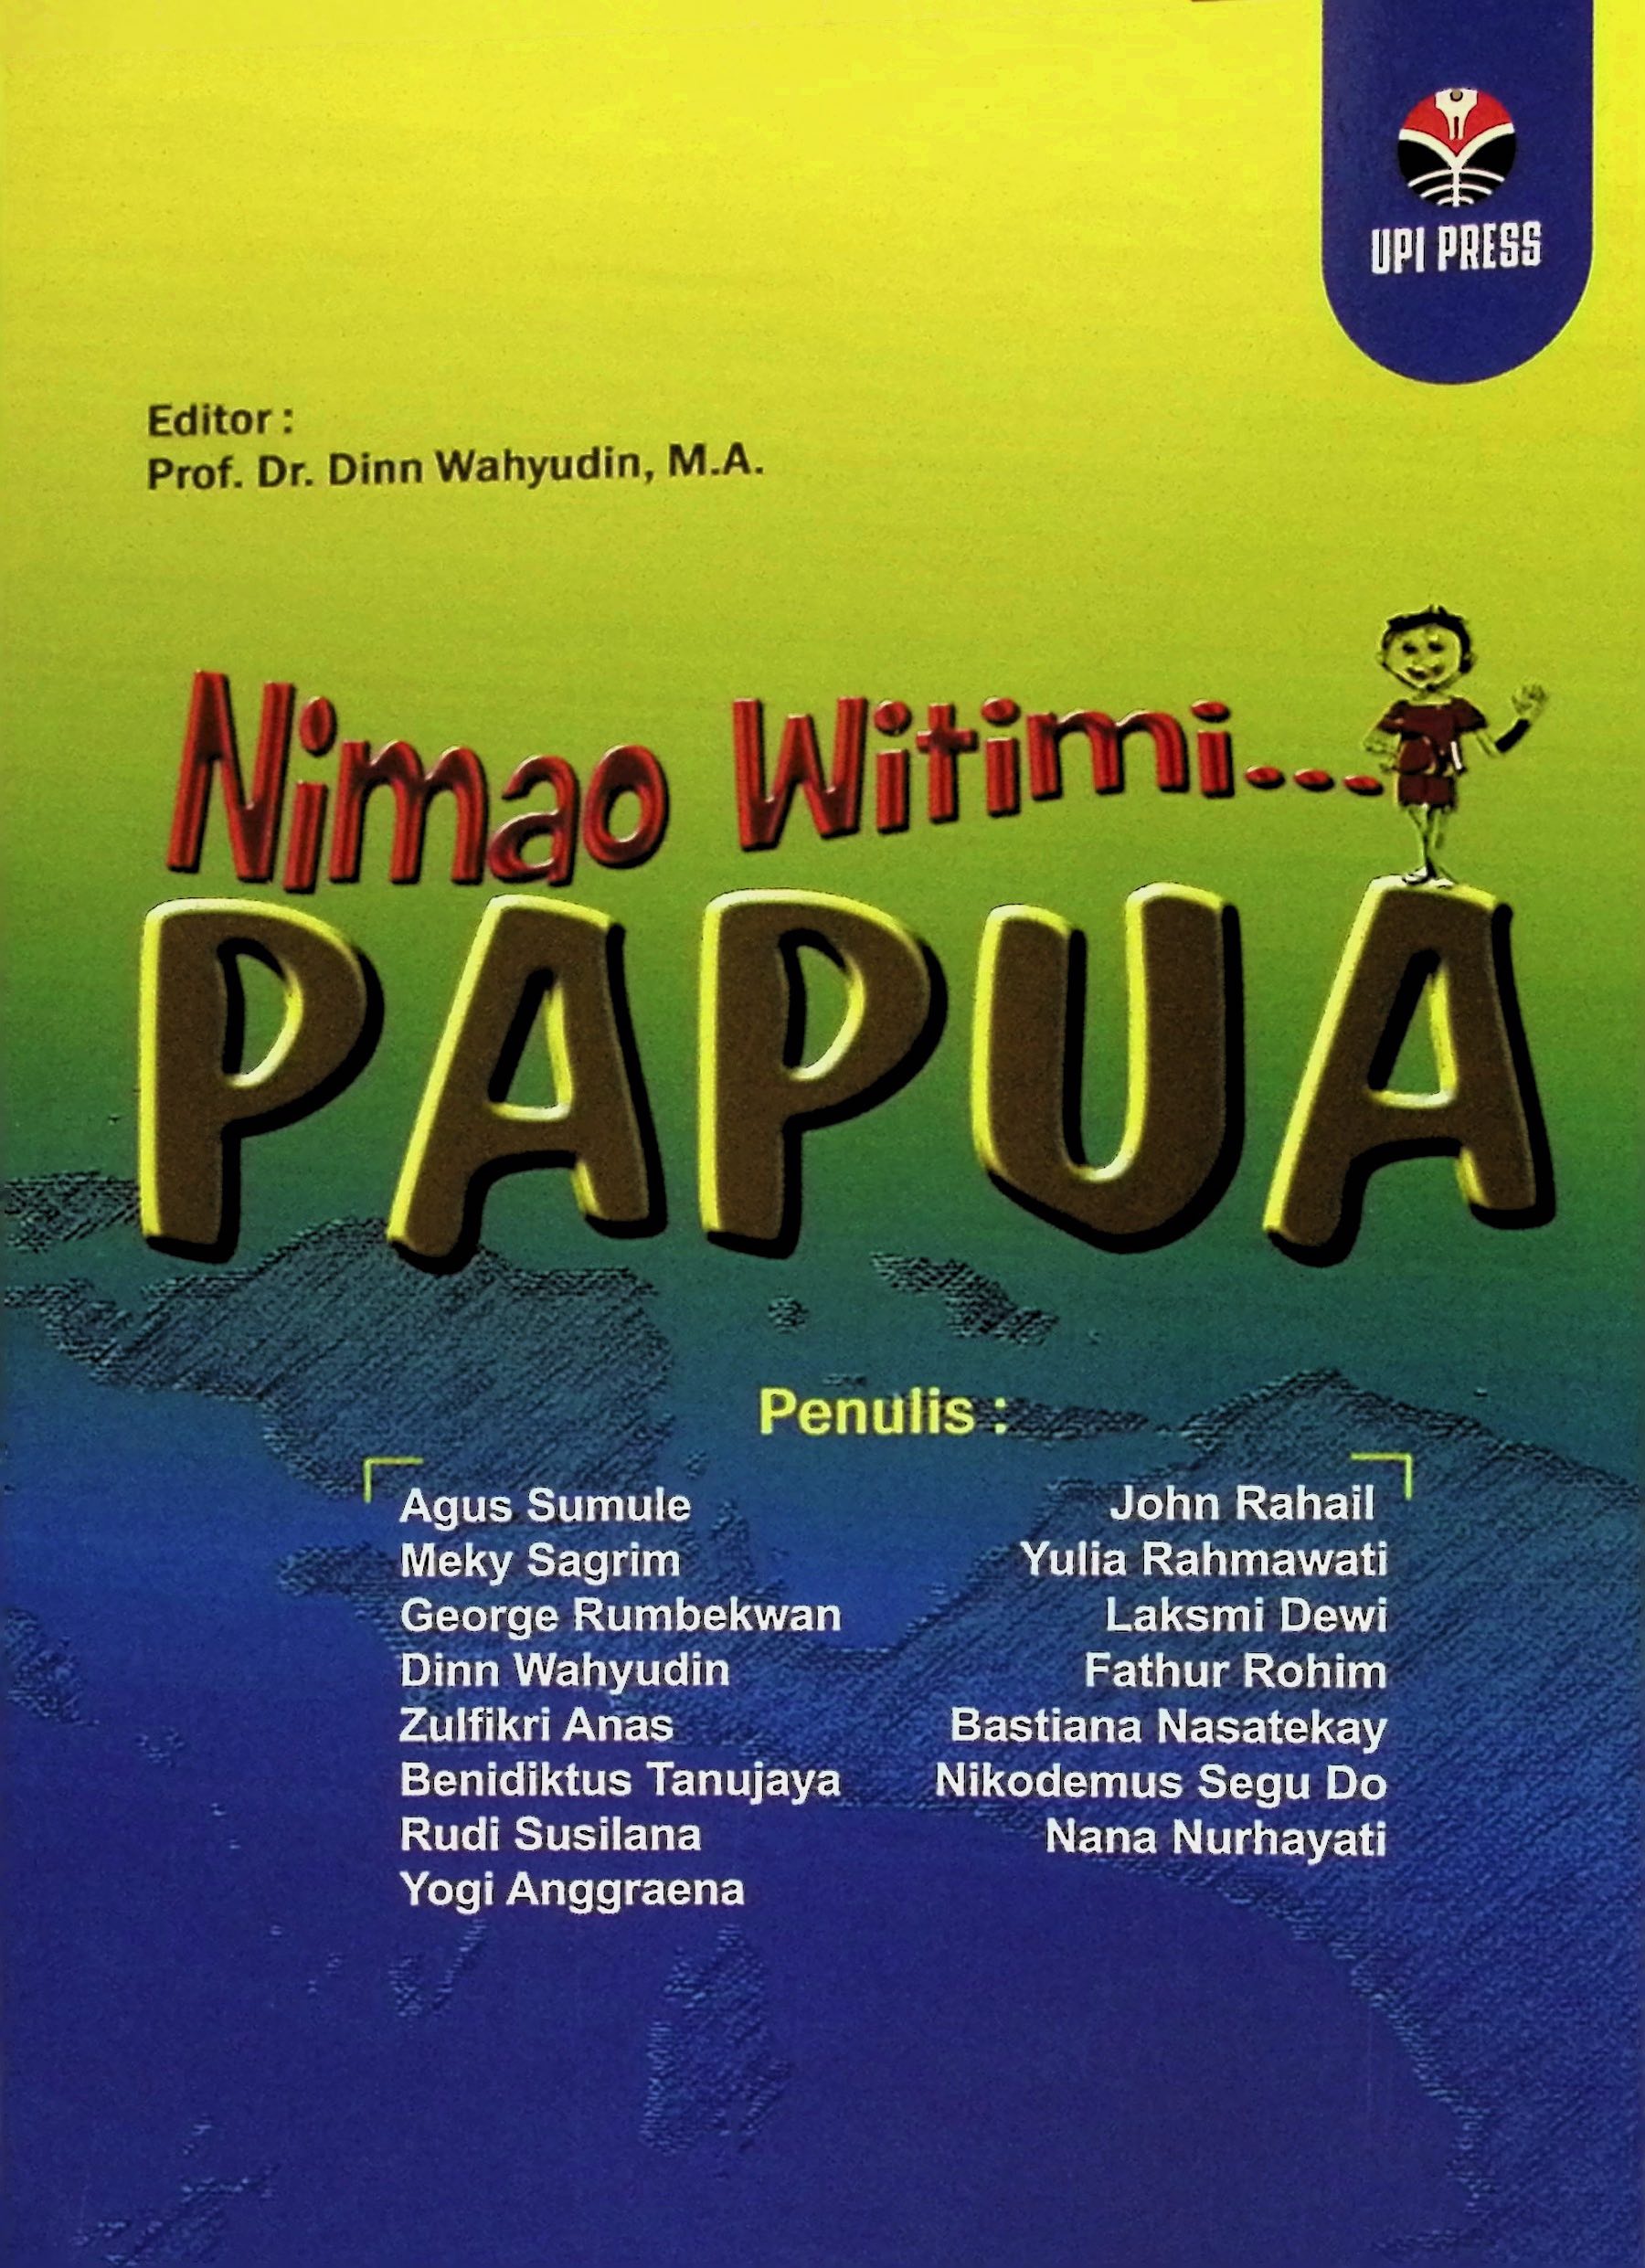 UPI PRESS
Editor :
Prof. Dr. Dinn Wahyudin, M.A.
Nimao Witimi...
PAPUA
Penulis :
Agus Sumule
Meky Sagrim
George Rumbekwan
Dinn Wahyudin
Zulfikri Anas
Benidiktus Tanujaya
Rudi Susilana
Yogi Anggraena
John Rahail
Yulia Rahmawati
Laksmi Dewi
Fathur Rohim
Bastiana Nasatekay
Nikodemus Segu Do
Nana Nurhayati